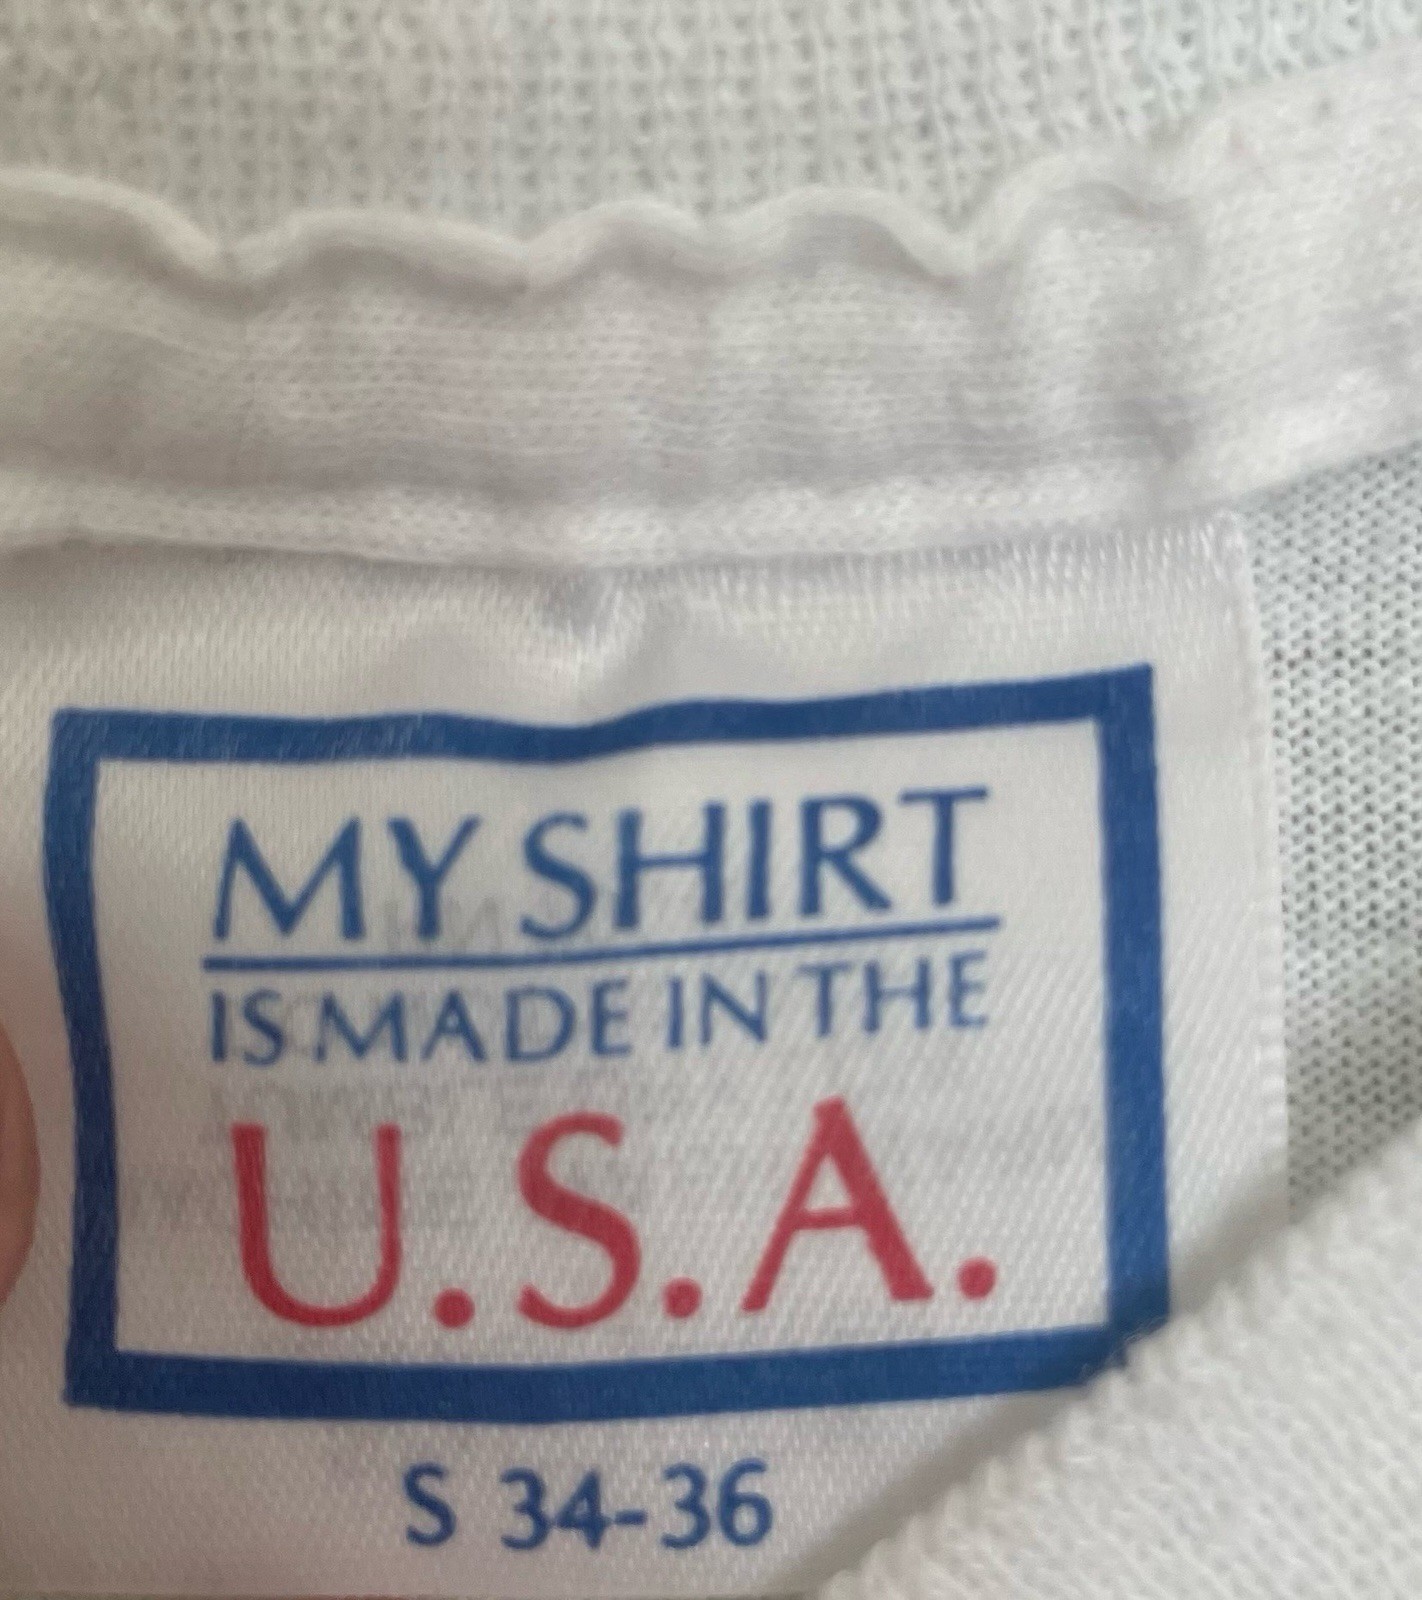 MY SHIRT
IS MADE IN THE
U.S.A.
S 34-36